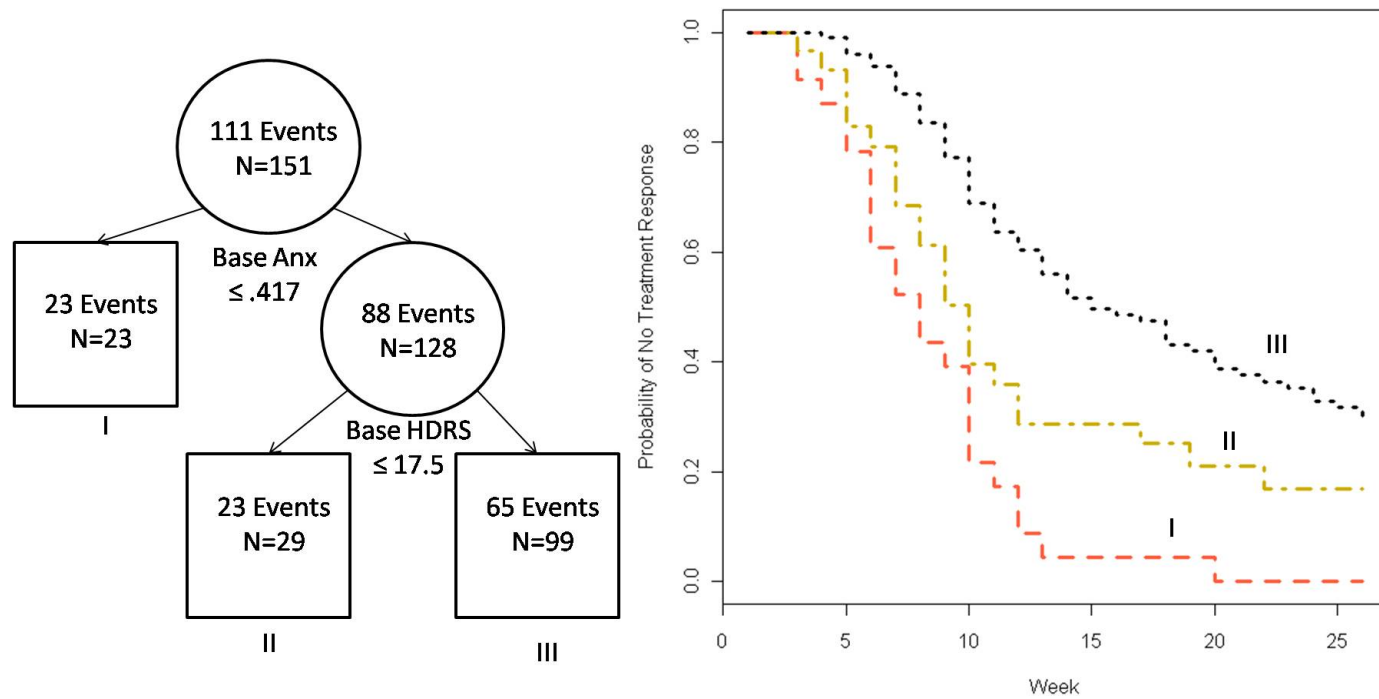 111 Events
N=151
Base Anx
≤ .417
23 Events
N=23
I
88 Events
N=128
Base HDRS
≤ 17.5
23 Events
N=29
II
65 Events
N=99
III
Probability of No Treatment Response
1.0
0.8
0.6
0.4
0.2
0.0
III
II
I
0 5 10 15 20 25
Week